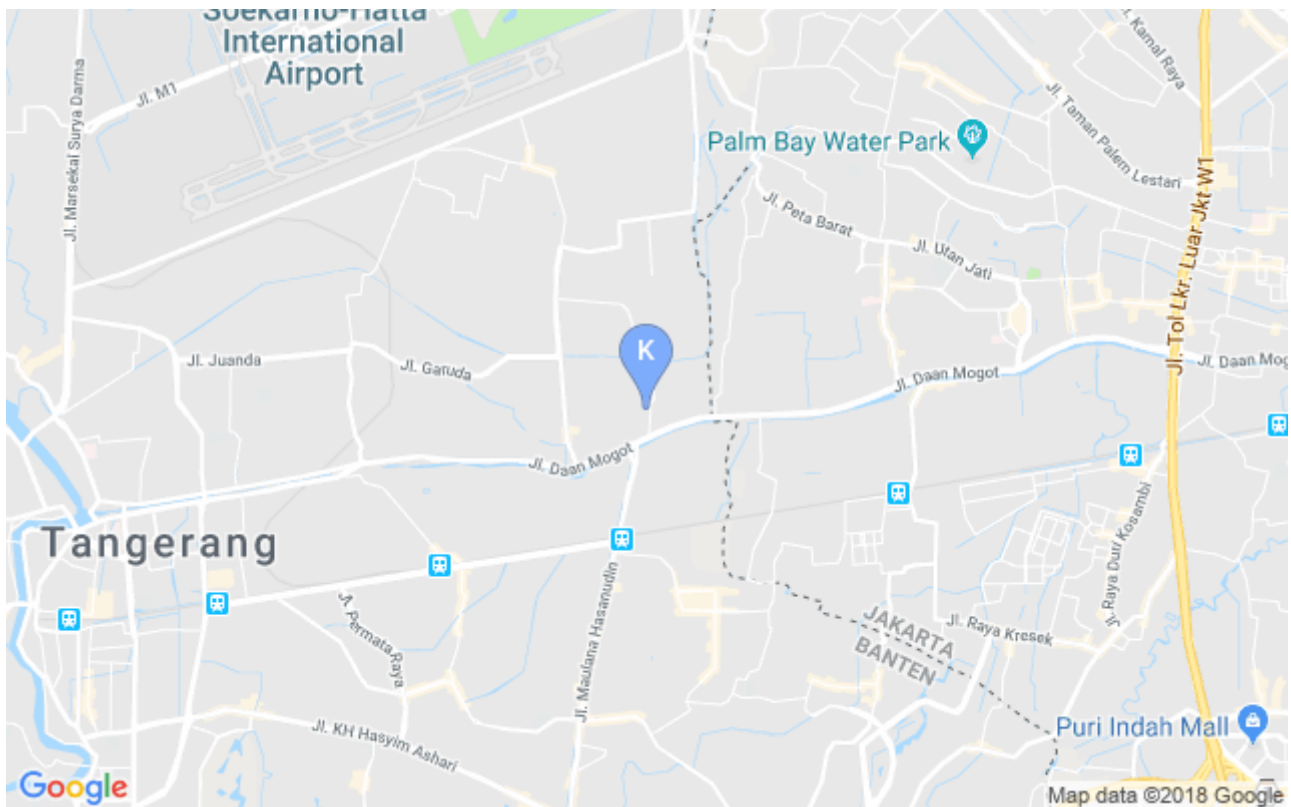 Soekarno-Hatta
International
Airport
Jl. M1
Jl. Marsekal Surya Darma
Jl. Kamal Raya
Jl. Taman Palem Lestari
Palm Bay Water Park
Jl. Tol Lkr. Luar Jkt W1
Jl. Peta Barat
Jl. Utan Jati
K
Jl. Juanda
Jl. Garuda
Jl. Daan Mogot
Jl. Daan Mog
Jl. Daan Mogot
Tangerang
Jl. Raya Duri Kosambi
Jl. Permata Raya
Jl. Maulana Hasanudin
Jl. Raya Kresek
JAKARTA
BANTEN
Jl. KH Hasyim Ashari
Puri Indah Mall
Google
Map data ©2018 Google